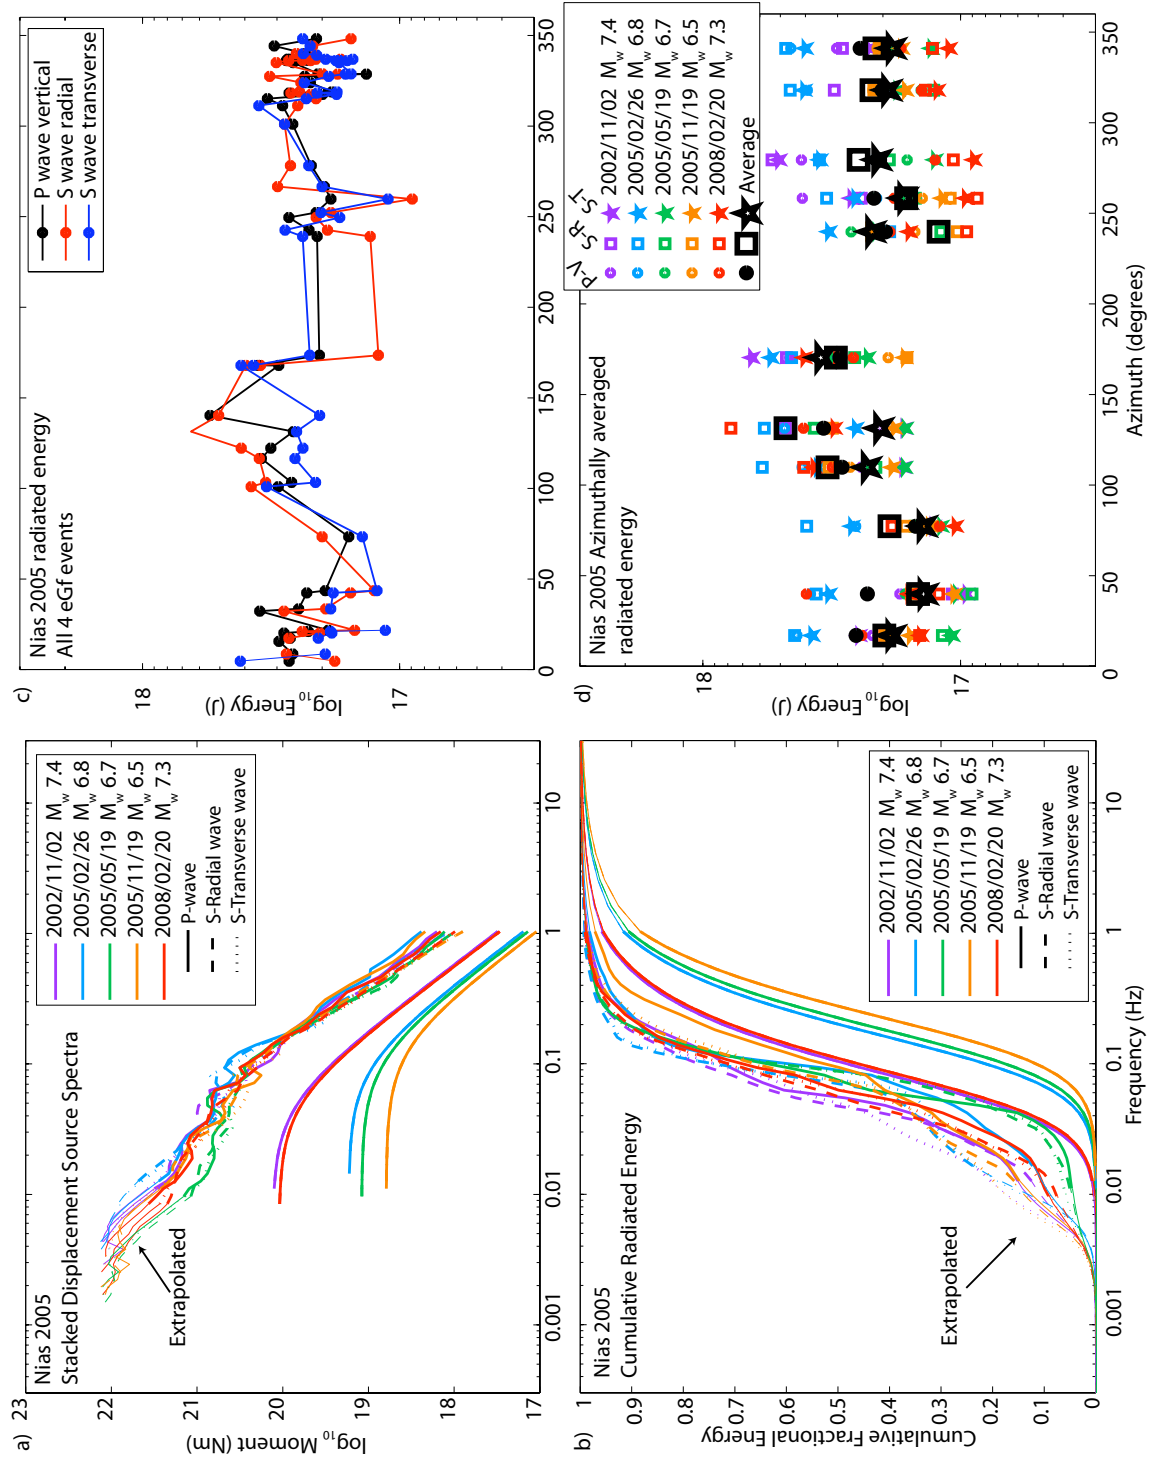 a)
Nias 2005
Stacked Displacement Source Spectra
2002/11/02 Mw 7.4
2005/02/26 Mw 6.8
2005/05/19 Mw 6.7
2005/11/19 Mw 6.5
2008/02/20 Mw 7.3
P-wave
S-Radial wave
S-Transverse wave
Extrapolated
log10 Moment (Nm)
23
22
21
20
19
18
17
0.001
0.01
0.1
1
10
b)
Nias 2005
Cumulative Radiated Energy
Extrapolated
2002/11/02 Mw 7.4
2005/02/26 Mw 6.8
2005/05/19 Mw 6.7
2005/11/19 Mw 6.5
2008/02/20 Mw 7.3
P-wave
S-Radial wave
S-Transverse wave
Cumulative Fractional Energy
1
0.9
0.8
0.7
0.6
0.5
0.4
0.3
0.2
0.1
0
0.001
0.01
0.1
1
10
Frequency (Hz)
c)
Nias 2005 radiated energy
All 4 eGf events
P wave vertical
S wave radial
S wave transverse
log10 Energy (J)
18
17
0
50
100
150
200
250
300
350
d)
Nias 2005 Azimuthally averaged
radiated energy
P-V S-R S-T
2002/11/02 Mw 7.4
2005/02/26 Mw 6.8
2005/05/19 Mw 6.7
2005/11/19 Mw 6.5
2008/02/20 Mw 7.3
Average
log10 Energy (J)
18
17
0
50
100
150
200
250
300
350
Azimuth (degrees)